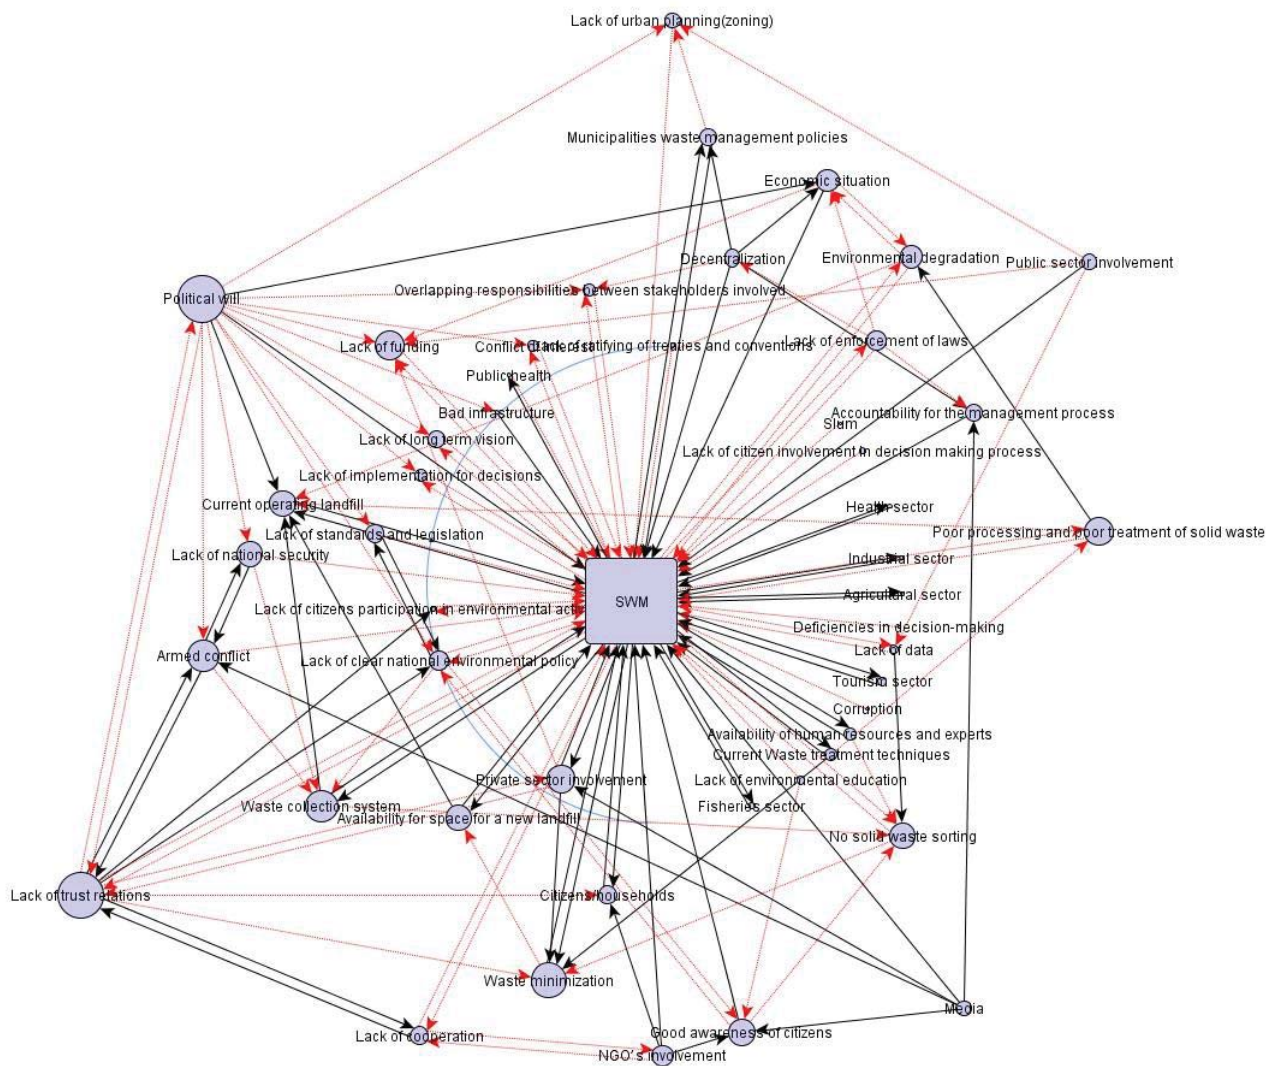 Lack of urban planning(zoning)
Municipalities waste management policies
Economic situation
Decentralization
Environmental degradation
Public sector involvement
Overlapping responsibilities between stakeholders involved
Political will
Lack of funding
Conflict of interest
Lack of ratifying of treaties and conventions
Lack of enforcement of laws
Public health
Bad infrastructure
Accountability for the management process
Slum
Lack of long term vision
Lack of citizen involvement in decision making process
Lack of implementation for decisions
Current operating landfill
Health sector
Lack of standards and legislation
Poor processing and poor treatment of solid waste
Lack of national security
Industrial sector
Agricultural sector
SWM
Lack of citizens participation in environmental acti
Deficiencies in decision-making
Lack of data
Armed conflict
Lack of clear national environmental policy
Tourism sector
Corruption
Availability of human resources and experts
Current Waste treatment techniques
Private sector involvement
Lack of environmental education
Waste collection system
Fisheries sector
Availability for space for a new landfill
No solid waste sorting
Lack of trust relations
Citizens/households
Waste minimization
Media
Lack of cooperation
Good awareness of citizens
NGO's involvement